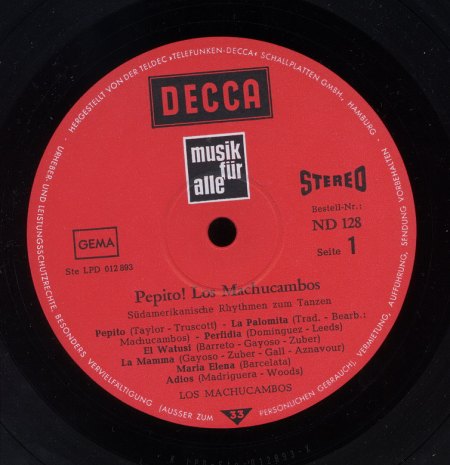 · HERGESTELLT VON DER TELDEC »TELEFUNKEN-DECCA« SCHALLPLATTEN GMBH., HAMBURG ·
URHEBER- UND LEISTUNGSSCHUTZRECHTE, BESONDERS VERVIELFÄLTIGUNG (AUSSER ZUM PERSÖNLICHEN GEBRAUCH), VERMIETUNG, AUFFÜHRUNG, SENDUNG VORBEHALTEN
DECCA
musik
für
alle
STEREO
Bestell-Nr.:
ND 128
Seite 1
GEMA
Ste LPD 012 893
Pepito! Los Machucambos
Südamerikanische Rhythmen zum Tanzen
Pepito (Taylor - Truscott) - La Palomita (Trad. - Bearb.:
Machucambos) - Perfidia (Dominguez - Leeds)
El Watusi (Barreto - Gayoso - Zuber)
La Mamma (Gayoso - Zuber - Gall - Aznavour)
Maria Elena (Barcelata)
Adios (Madriguera - Woods)
LOS MACHUCAMBOS
33